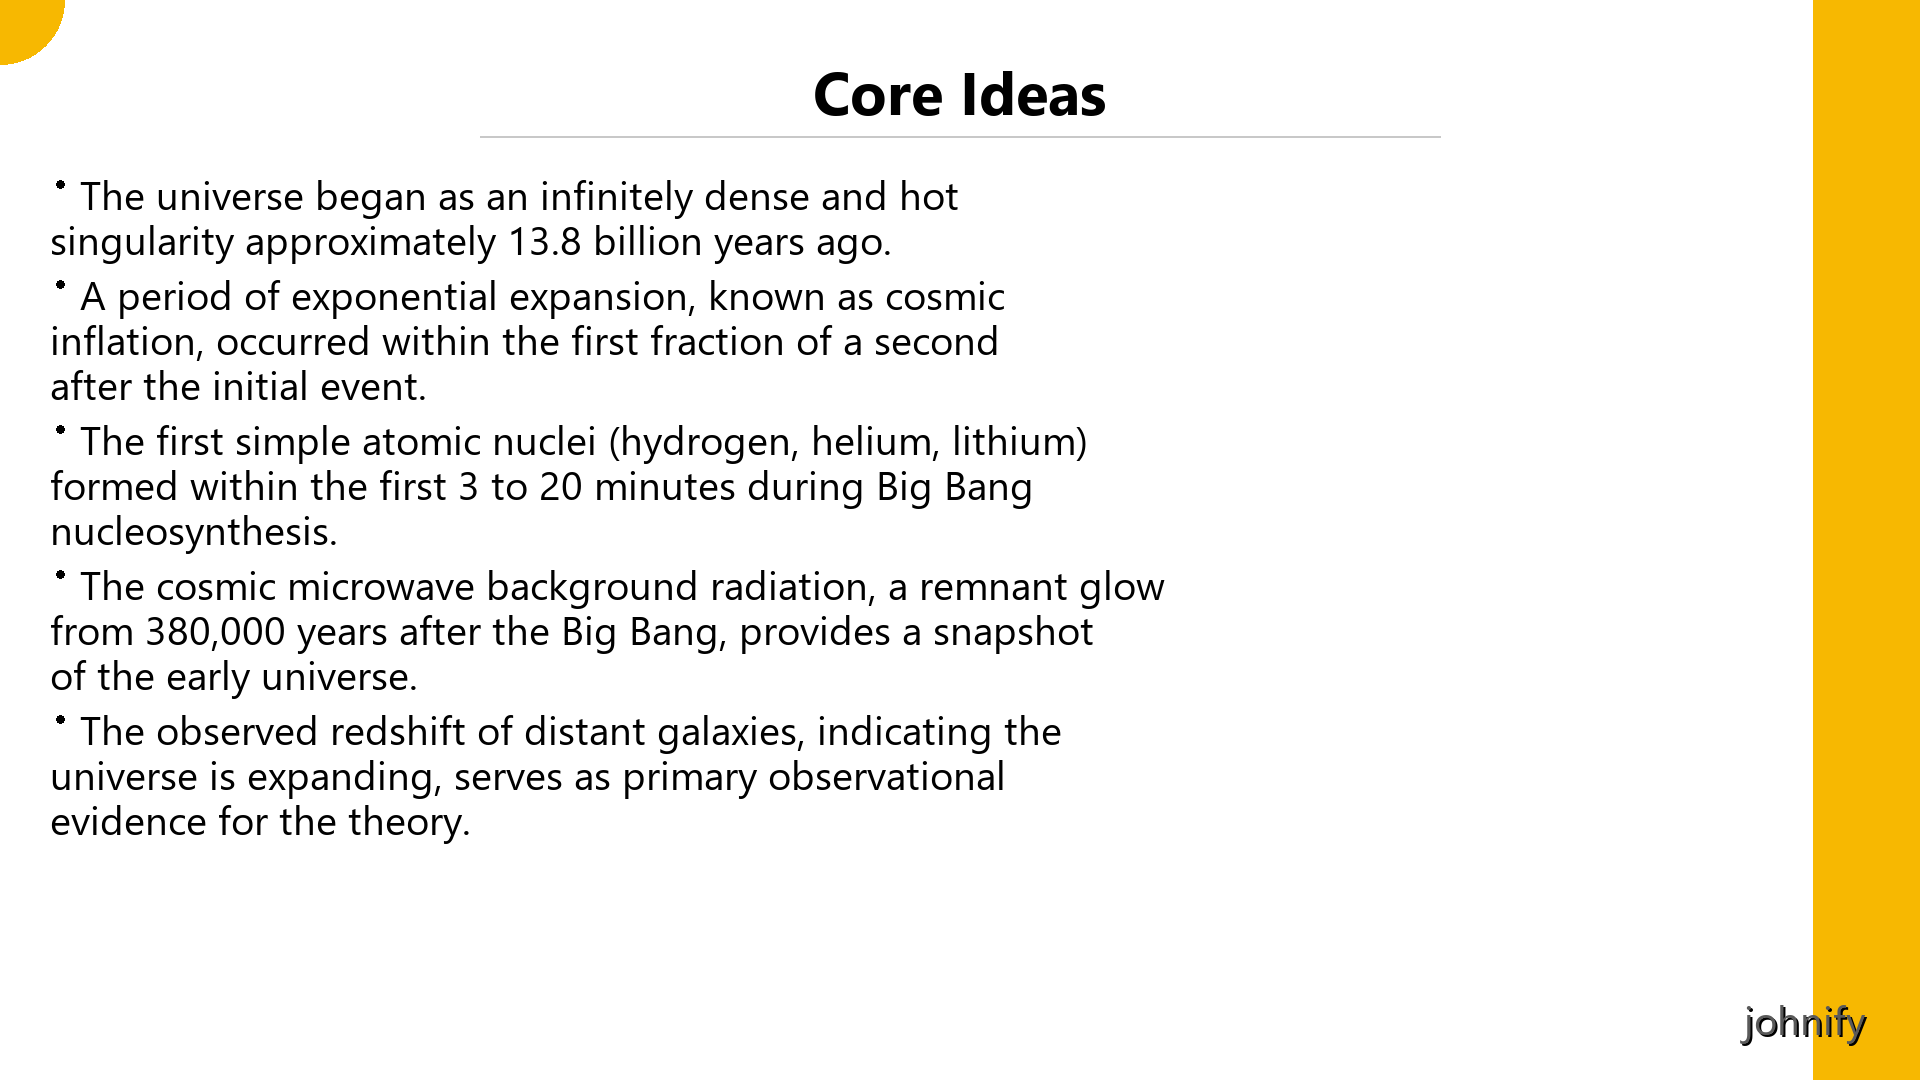 Core Ideas
• The universe began as an infinitely dense and hot
singularity approximately 13.8 billion years ago.
• A period of exponential expansion, known as cosmic
inflation, occurred within the first fraction of a second
after the initial event.
• The first simple atomic nuclei (hydrogen, helium, lithium)
formed within the first 3 to 20 minutes during Big Bang
nucleosynthesis.
• The cosmic microwave background radiation, a remnant glow
from 380,000 years after the Big Bang, provides a snapshot
of the early universe.
• The observed redshift of distant galaxies, indicating the
universe is expanding, serves as primary observational
evidence for the theory.
johnify